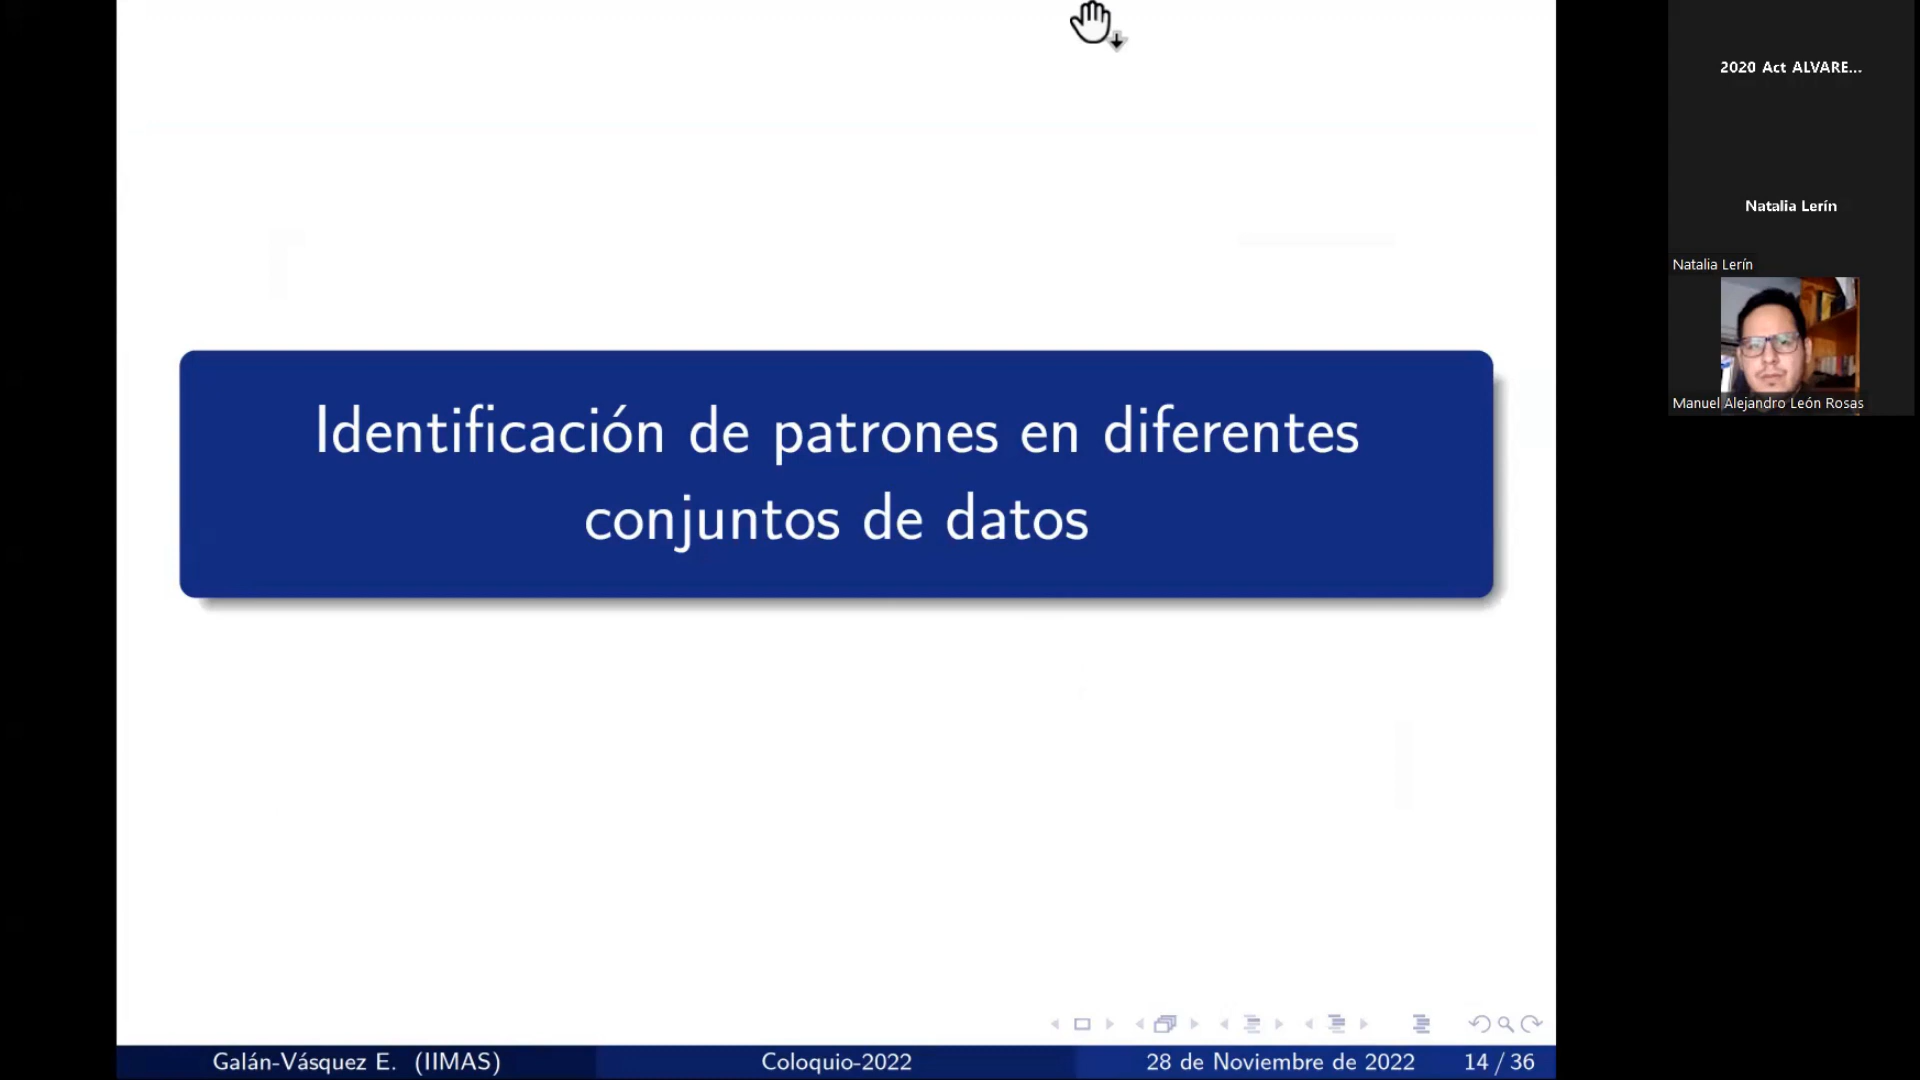 Identificación de patrones en diferentes
conjuntos de datos
Galán-Vásquez E. (IIMAS)
Coloquio-2022
28 de Noviembre de 2022
14 / 36
2020 Act ALVARE...
Natalia Lerín
Natalia Lerín
Manuel Alejandro León Rosas